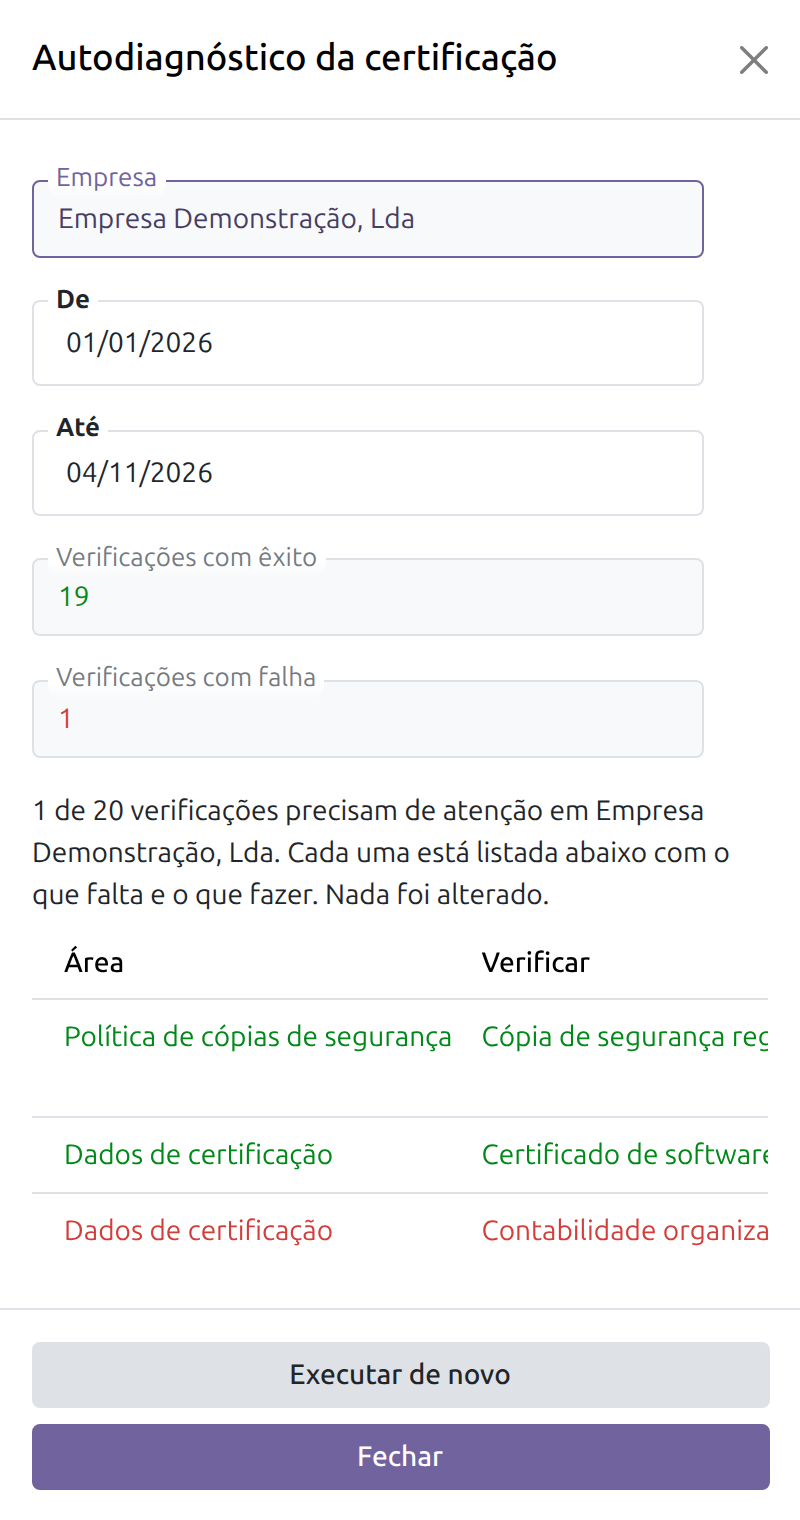 Autodiagnóstico da certificação
Empresa
Empresa Demonstração, Lda
De
01/01/2026
Até
04/11/2026
Verificações com êxito
19
Verificações com falha
1
1 de 20 verificações precisam de atenção em Empresa
Demonstração, Lda. Cada uma está listada abaixo com o
que falta e o que fazer. Nada foi alterado.
Área Verificar
Política de cópias de segurança Cópia de segurança reg
Dados de certificação Certificado de software
Dados de certificação Contabilidade organiza
Executar de novo
Fechar